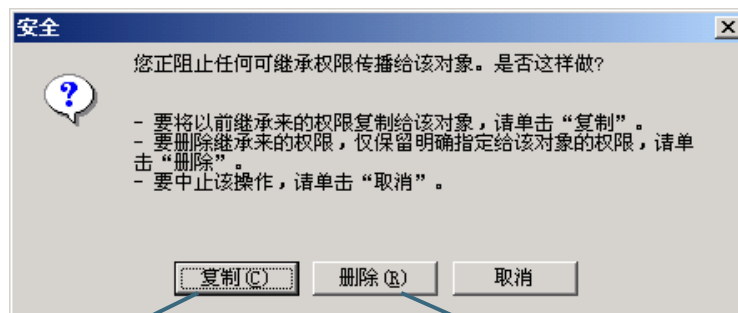 安全
您正阻止任何可继承权限传播给该对象。是否这样做?
- 要将以前继承来的权限复制给该对象，请单击“复制”。
- 要删除继承来的权限，仅保留明确指定给该对象的权限，请单
击“删除”。
- 要中止该操作，请单击“取消”。
复制(C) 删除(R) 取消